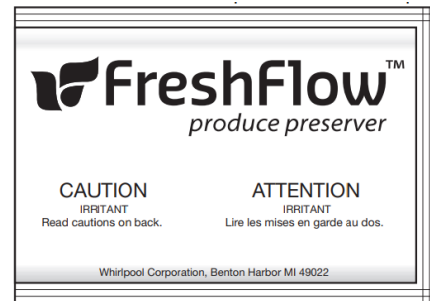 FreshFlow™
produce preserver
CAUTION
IRRITANT
Read cautions on back.
ATTENTION
IRRITANT
Lire les mises en garde au dos.
Whirlpool Corporation, Benton Harbor MI 49022